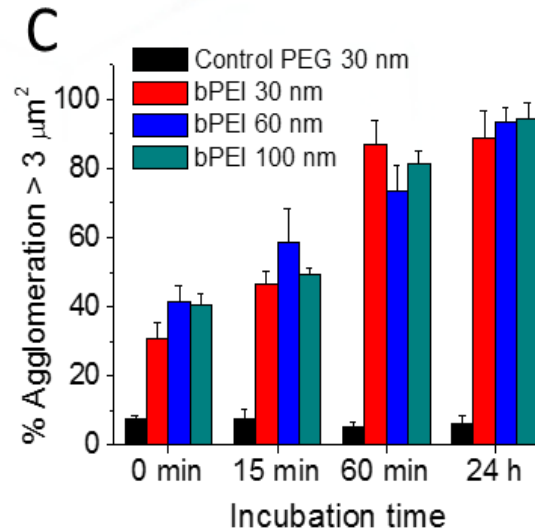 C
Control PEG 30 nm
bPEI 30 nm
bPEI 60 nm
bPEI 100 nm
% Agglomeration > 3 μm²
100
80
60
40
20
0
0 min 15 min 60 min 24 h
Incubation time